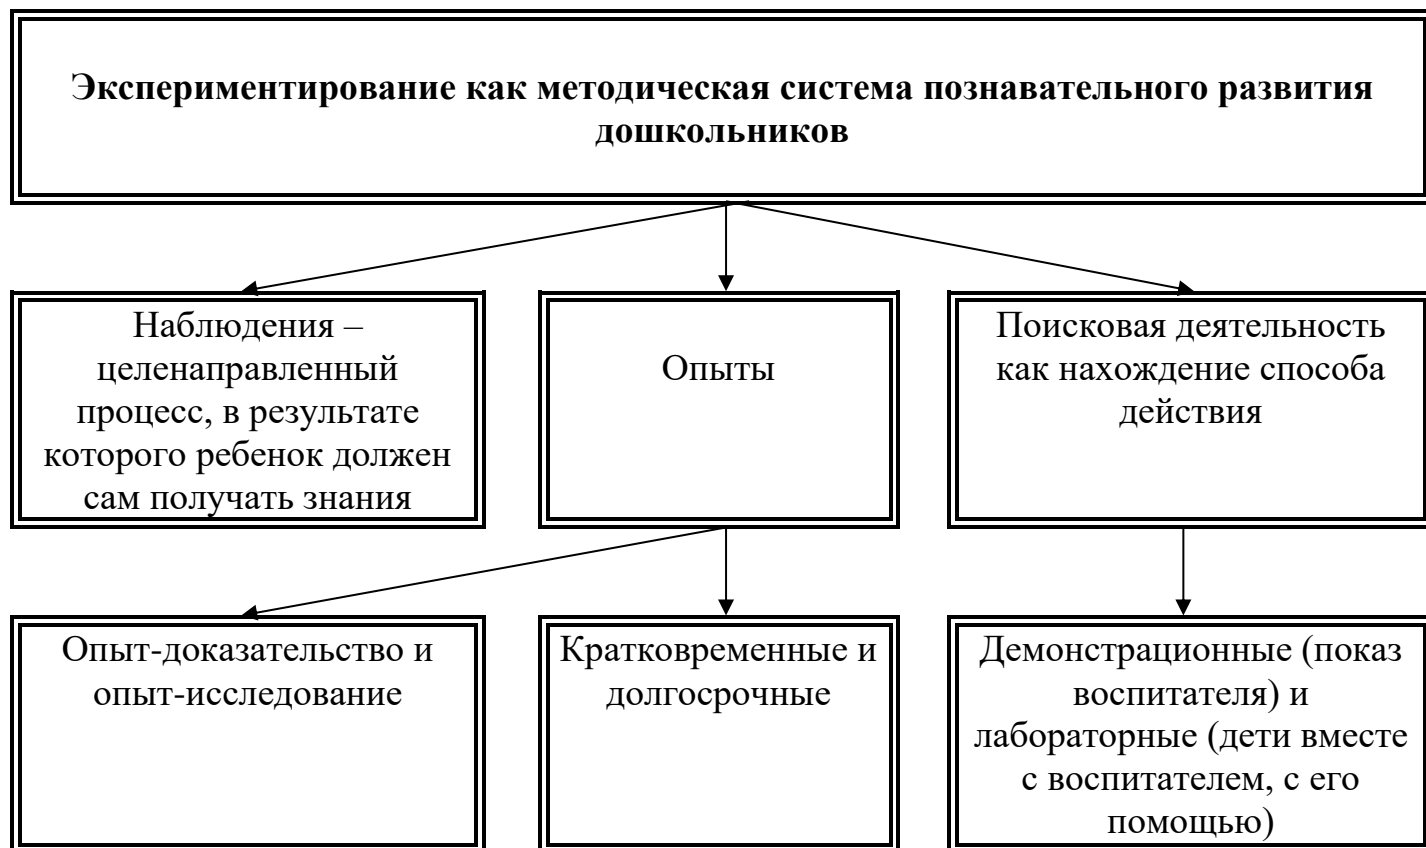 Экспериментирование как методическая система познавательного развития
дошкольников
Наблюдения –
целенаправленный
процесс, в результате
которого ребенок должен
сам получать знания
Опыты
Поисковая деятельность
как нахождение способа
действия
Опыт-доказательство и
опыт-исследование
Кратковременные и
долгосрочные
Демонстрационные (показ
воспитателя) и
лабораторные (дети вместе
с воспитателем, с его
помощью)